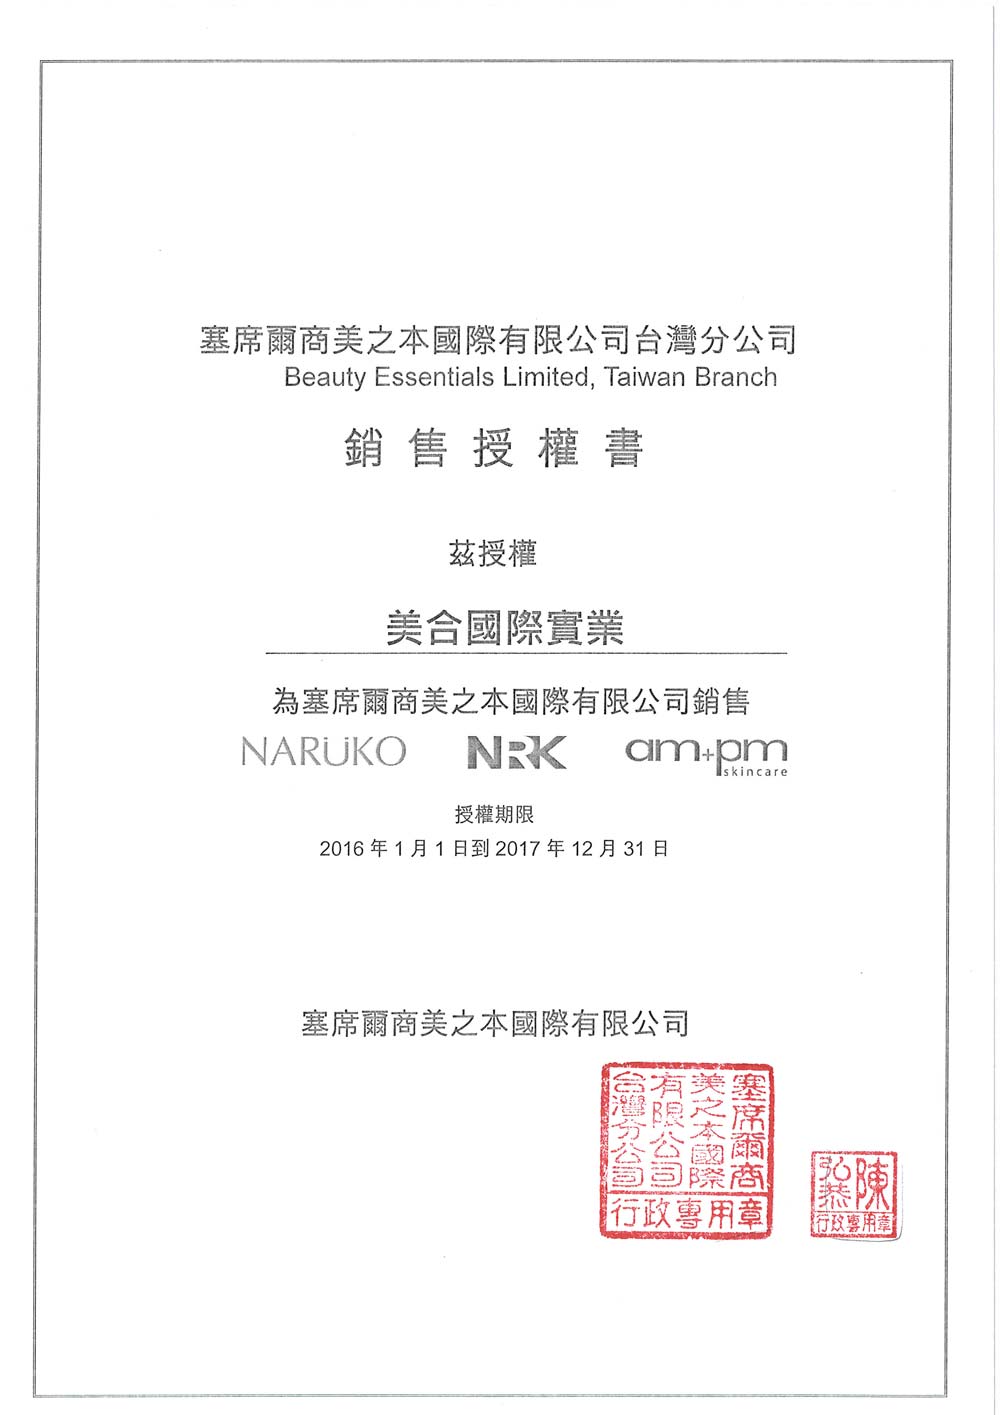 塞席爾商美之本國際有限公司台灣分公司
Beauty Essentials Limited, Taiwan Branch
銷售授權書
茲授權
美合國際實業
為塞席爾商美之本國際有限公司銷售
NARÜKO NRK am+pm skincare
授權期限
2016 年 1 月 1 日到 2017 年 12 月 31 日
塞席爾商美之本國際有限公司
塞席爾商
美之本國際
有限公司
台灣分公司
行政專用章
陳
弘恭
行政專用章